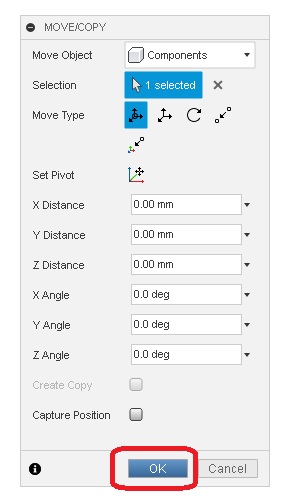 MOVE/COPY
Move Object Components
Selection 1 selected
Move Type
Set Pivot
X Distance 0.00 mm
Y Distance 0.00 mm
Z Distance 0.00 mm
X Angle 0.0 deg
Y Angle 0.0 deg
Z Angle 0.0 deg
Create Copy
Capture Position
OK Cancel